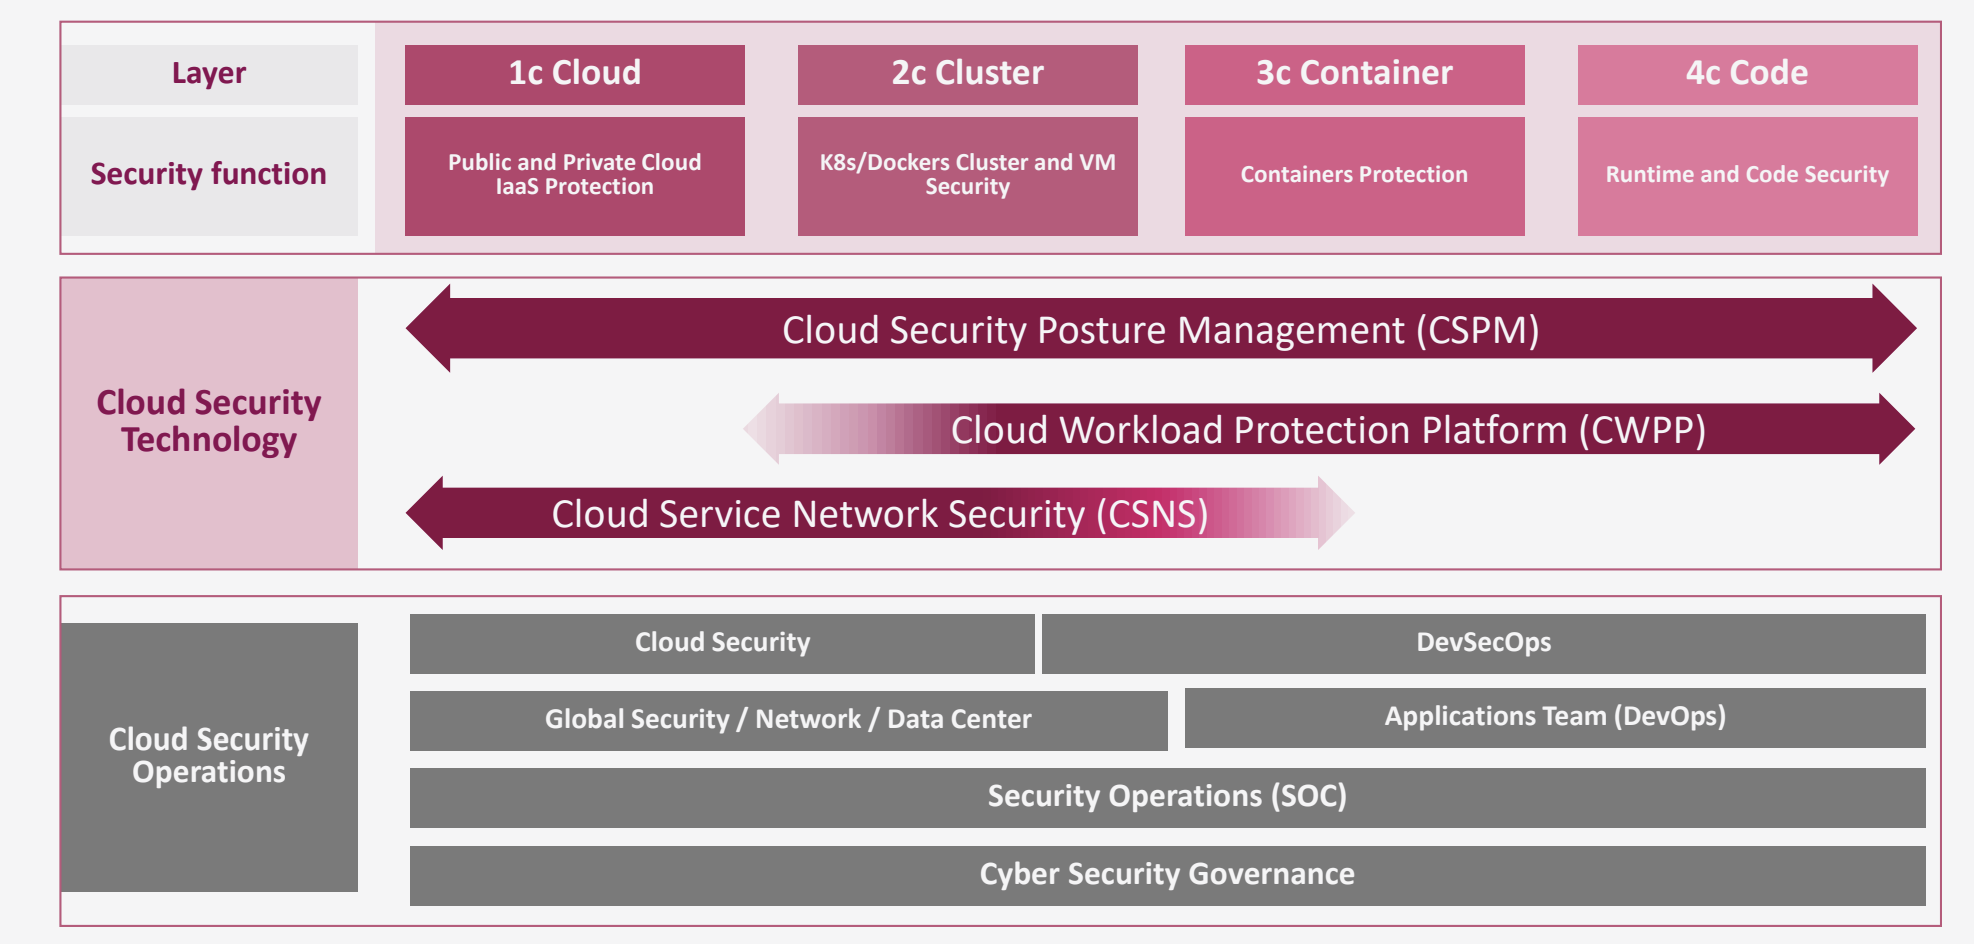 Layer
1c Cloud
2c Cluster
3c Container
4c Code
Security function
Public and Private Cloud
IaaS Protection
K8s/Dockers Cluster and VM
Security
Containers Protection
Runtime and Code Security
Cloud Security
Technology
Cloud Security Posture Management (CSPM)
Cloud Workload Protection Platform (CWPP)
Cloud Service Network Security (CSNS)
Cloud Security
Operations
Cloud Security
DevSecOps
Global Security / Network / Data Center
Applications Team (DevOps)
Security Operations (SOC)
Cyber Security Governance